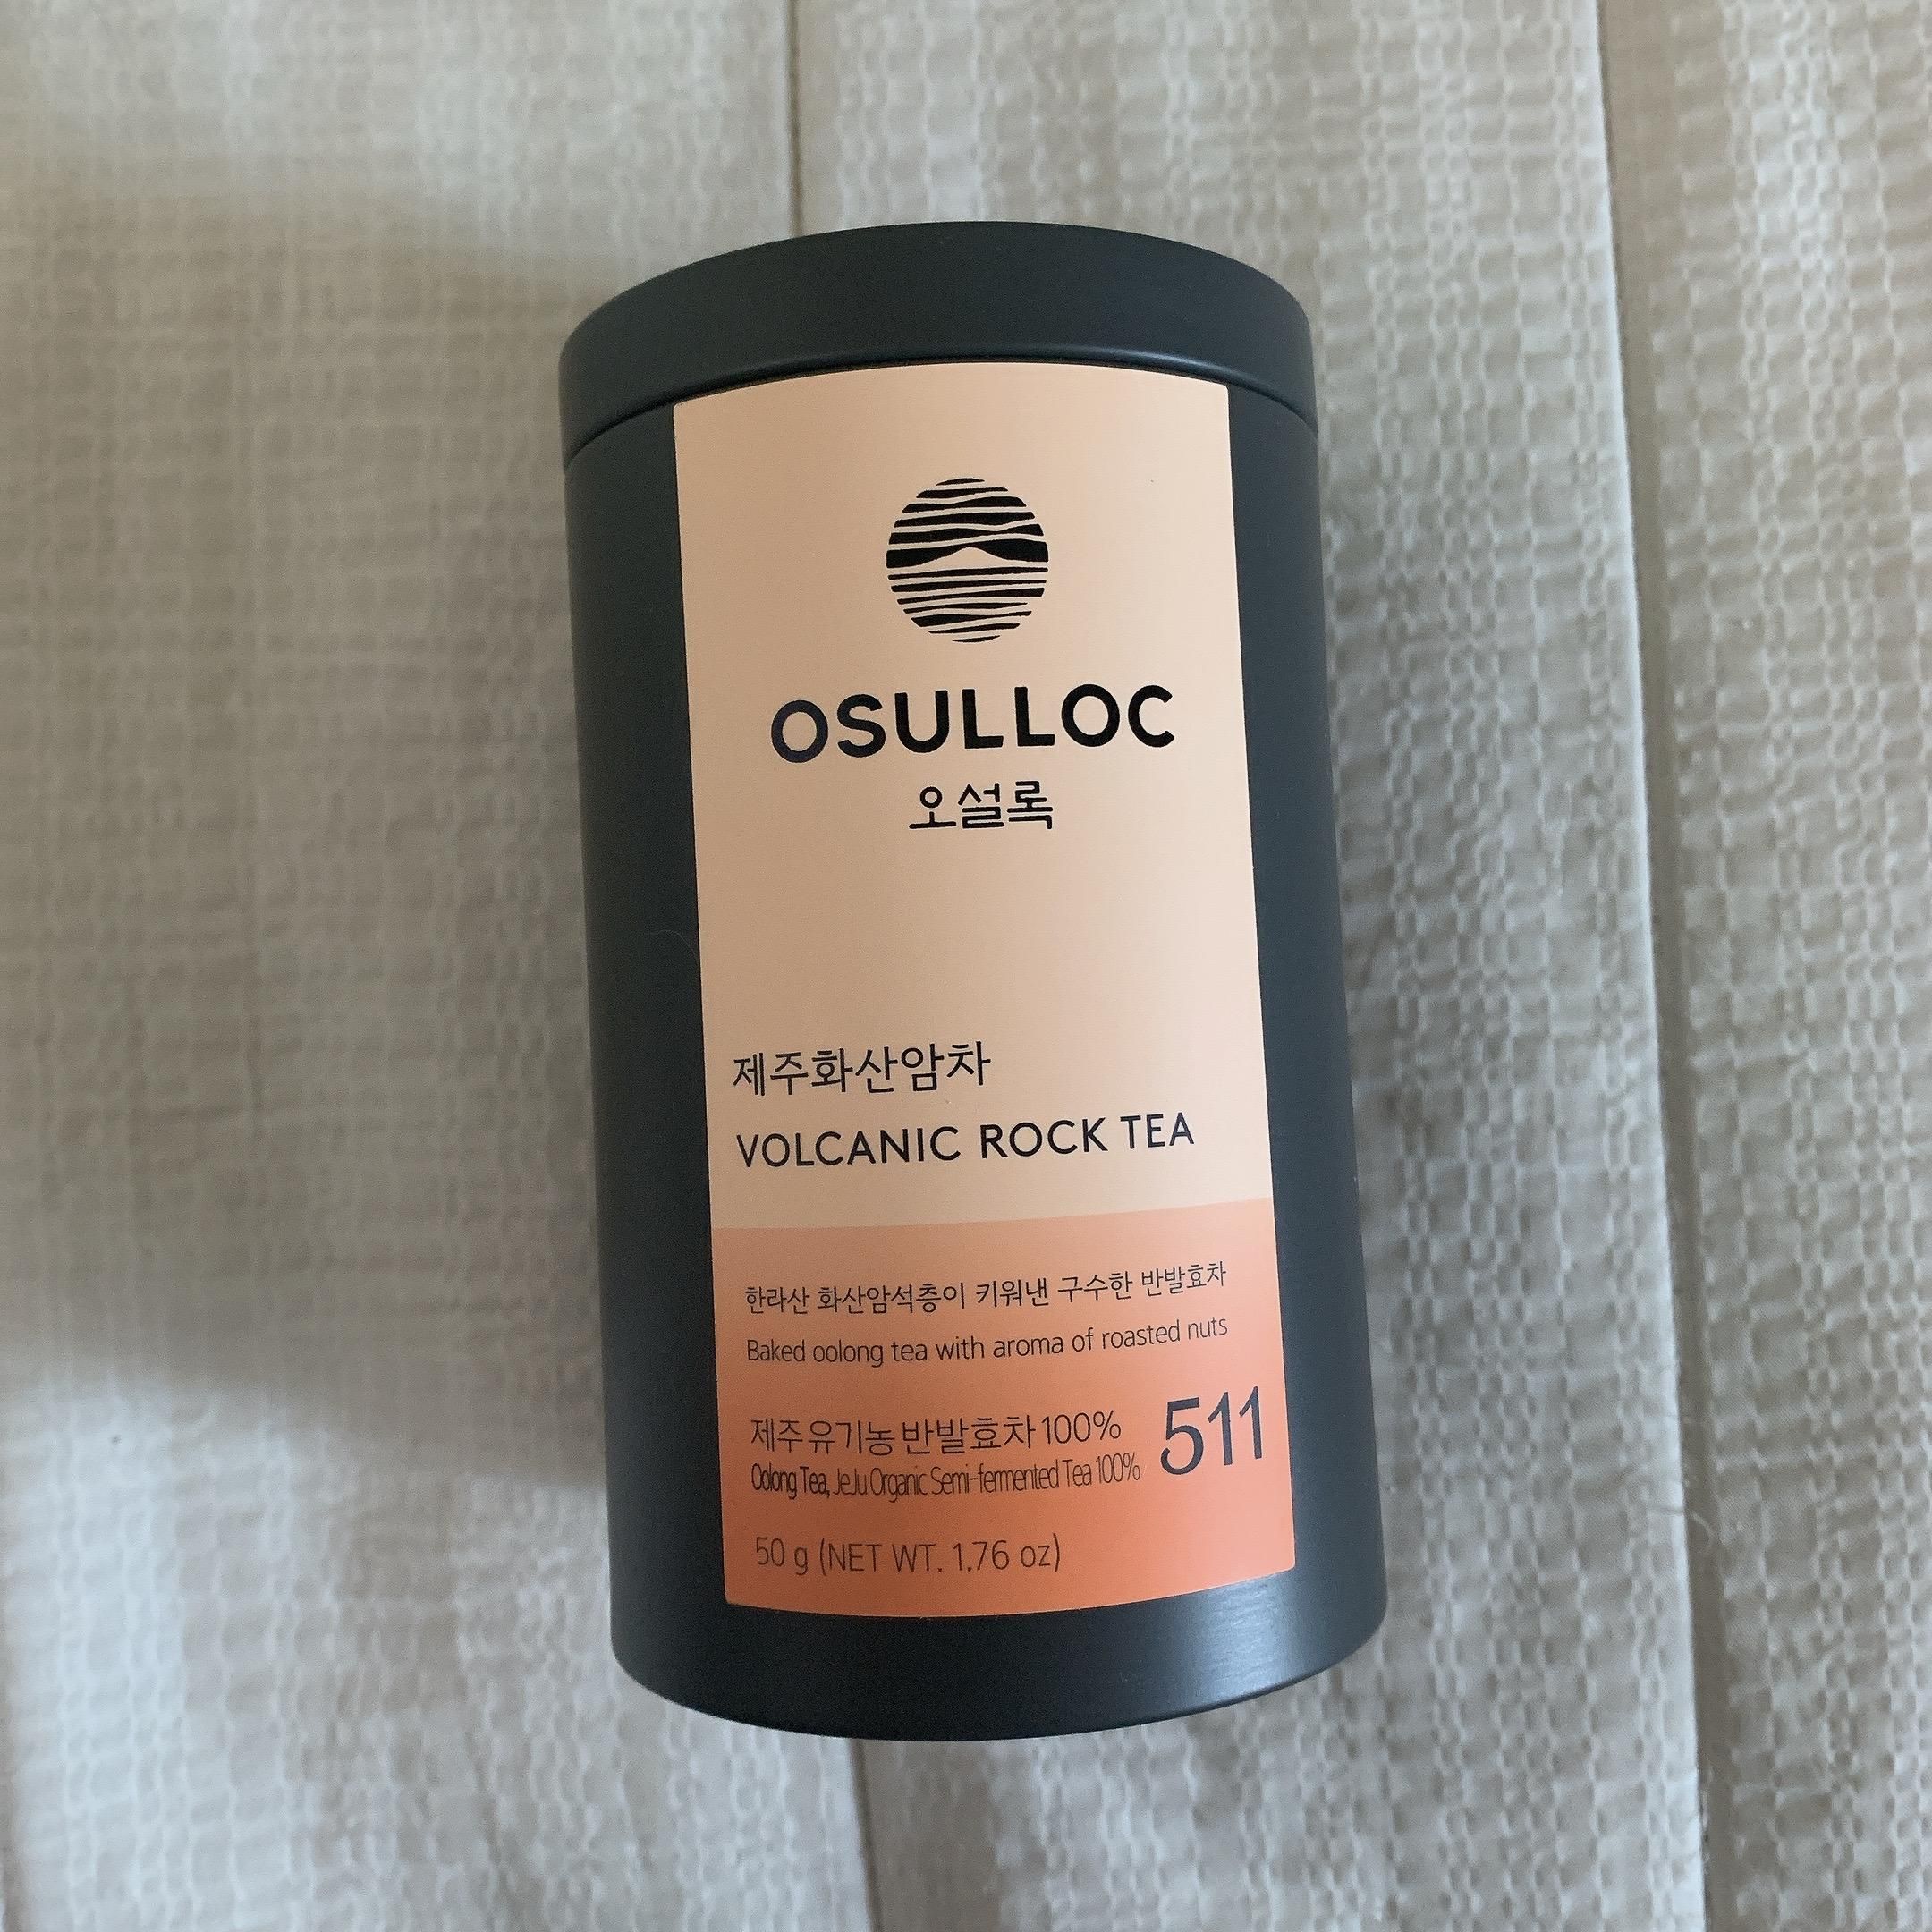 OSULLOC
오설록
제주화산암차
VOLCANIC ROCK TEA
한라산 화산암석층이 키워낸 구수한 반발효차
Baked oolong tea with aroma of roasted nuts
제주 유기농 반발효차 100%
Oolong Tea, JeJu Organic Semi-fermented Tea 100%
511
50 g (NET WT. 1.76 oz)